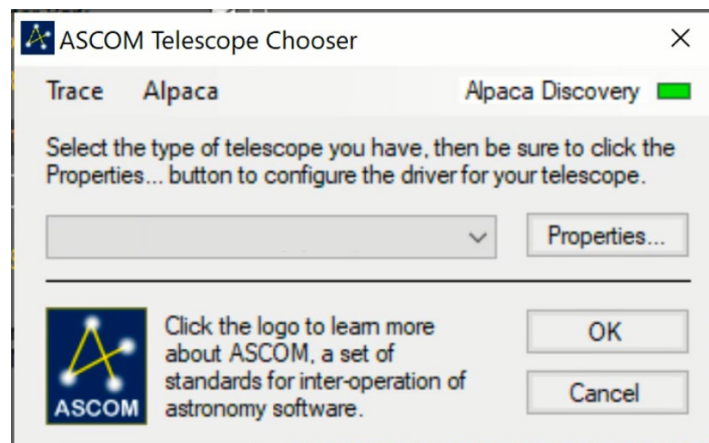 ASCOM Telescope Chooser
Trace Alpaca Alpaca Discovery
Select the type of telescope you have, then be sure to click the
Properties... button to configure the driver for your telescope.
Properties...
Click the logo to learn more
about ASCOM, a set of
standards for inter-operation of
astronomy software.
ASCOM
OK
Cancel